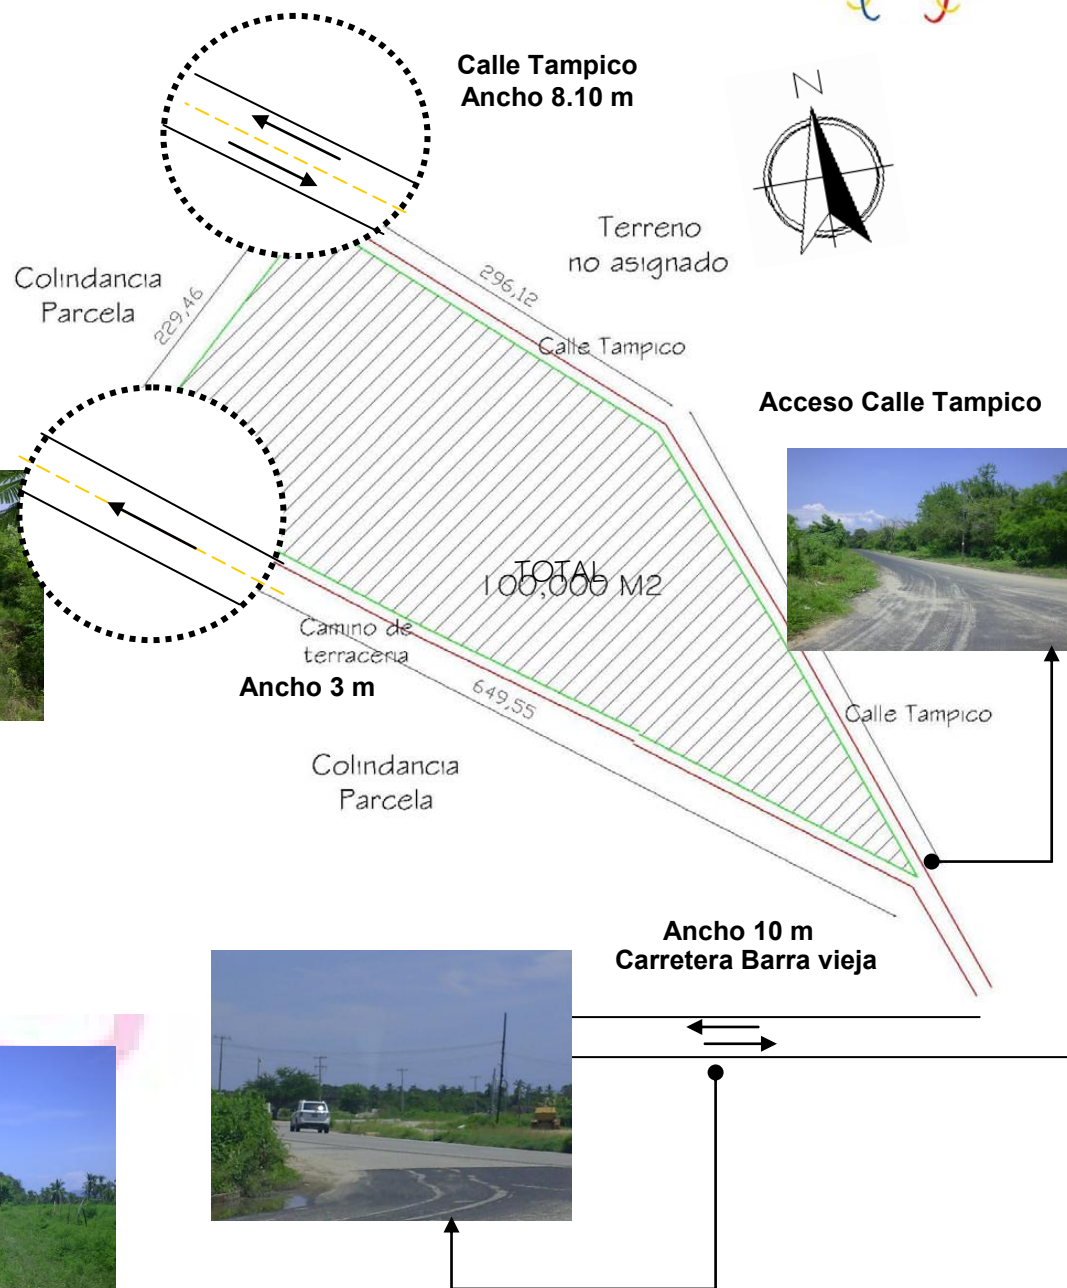 Calle Tampico
Ancho 8.10 m
N
Terreno
no asignado
Colindancia
Parcela
229,46
296,12
Calle Tampico
Acceso Calle Tampico
TOTAL
100,000 M2
Camino de
terraceria
Ancho 3 m
649,55
Calle Tampico
Colindancia
Parcela
Ancho 10 m
Carretera Barra vieja